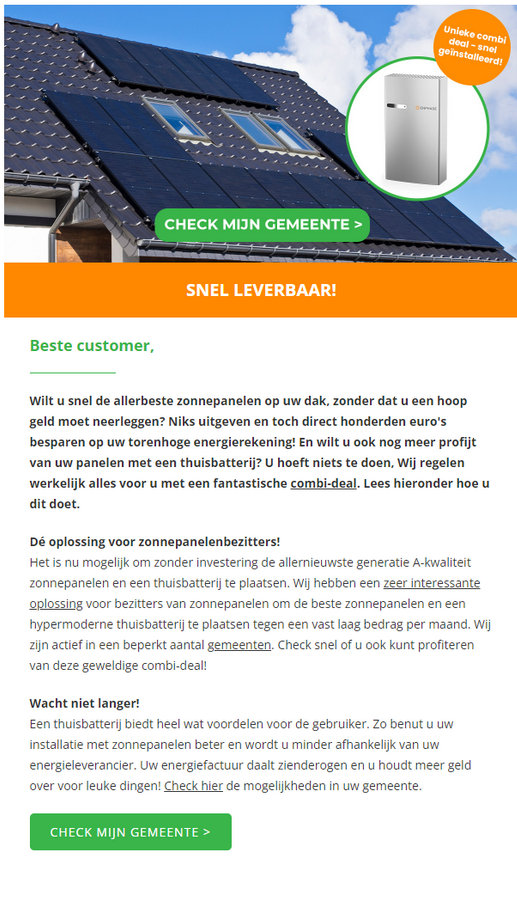 Unieke combi
deal - snel
geïnstalleerd!
CHECK MIJN GEMEENTE >
SNEL LEVERBAAR!
Beste customer,
Wilt u snel de allerbeste zonnepanelen op uw dak, zonder dat u een hoop
geld moet neerleggen? Niks uitgeven en toch direct honderden euro's
besparen op uw torenhoge energierekening! En wilt u ook nog meer profijt
van uw panelen met een thuisbatterij? U hoeft niets te doen, Wij regelen
werkelijk alles voor u met een fantastische combi-deal. Lees hieronder hoe u
dit doet.
Dé oplossing voor zonnepanelenbezitters!
Het is nu mogelijk om zonder investering de allernieuwste generatie A-kwaliteit
zonnepanelen en een thuisbatterij te plaatsen. Wij hebben een zeer interessante
oplossing voor bezitters van zonnepanelen om de beste zonnepanelen en een
hypermoderne thuisbatterij te plaatsen tegen een vast laag bedrag per maand. Wij
zijn actief in een beperkt aantal gemeenten. Check snel of u ook kunt profiteren
van deze geweldige combi-deal!
Wacht niet langer!
Een thuisbatterij biedt heel wat voordelen voor de gebruiker. Zo benut u uw
installatie met zonnepanelen beter en wordt u minder afhankelijk van uw
energieleverancier. Uw energiefactuur daalt zienderogen en u houdt meer geld
over voor leuke dingen! Check hier de mogelijkheden in uw gemeente.
CHECK MIJN GEMEENTE >